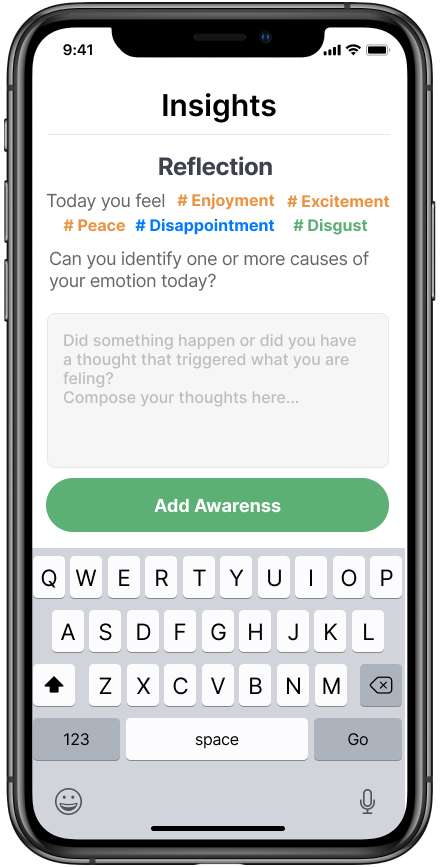 9:41
Insights
Reflection
Today you feel # Enjoyment # Excitement
# Peace # Disappointment # Disgust
Can you identify one or more causes of
your emotion today?
Did something happen or did you have
a thought that triggered what you are
feling?
Compose your thoughts here...
Add Awarenss
Q W E R T Y U I O P
A S D F G H J K L
Z X C V B N M
123 space Go